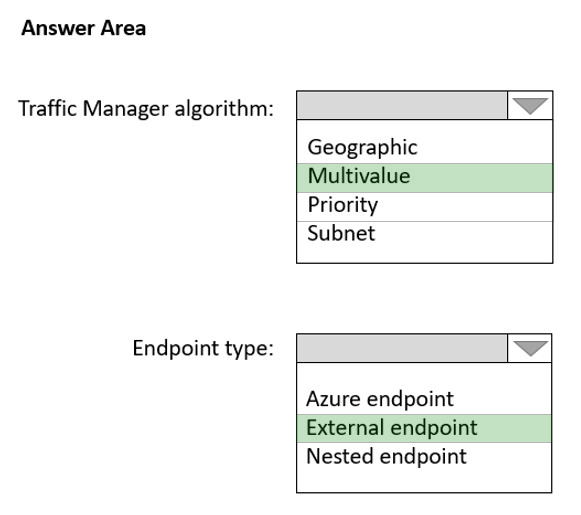 Answer Area
Traffic Manager algorithm:
Geographic
Multivalue
Priority
Subnet
Endpoint type:
Azure endpoint
External endpoint
Nested endpoint